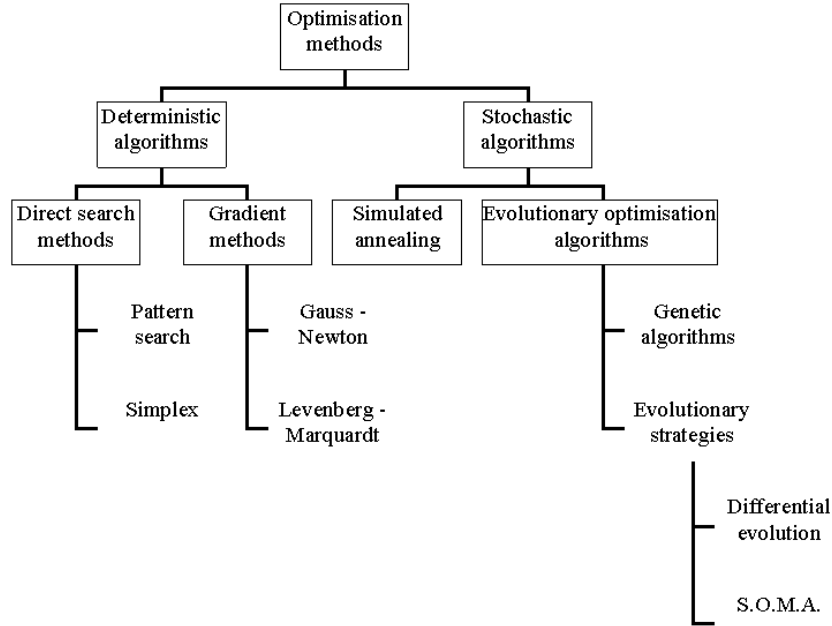 Optimisation
methods
Deterministic
algorithms
Stochastic
algorithms
Direct search
methods
Gradient
methods
Simulated
annealing
Evolutionary optimisation
algorithms
Pattern
search
Gauss -
Newton
Genetic
algorithms
Simplex
Levenberg -
Marquardt
Evolutionary
strategies
Differential
evolution
S.O.M.A.